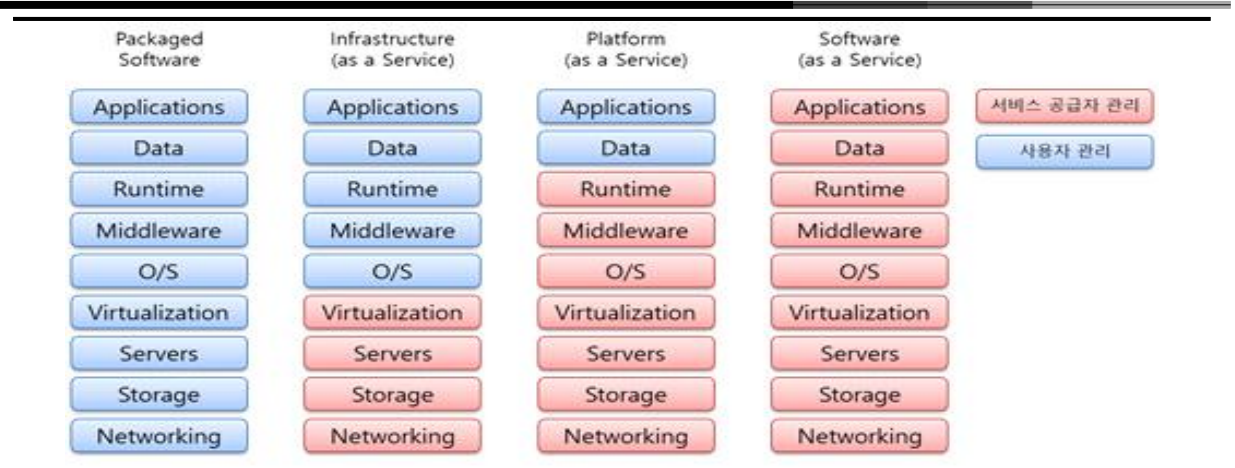 Packaged Software
Infrastructure (as a Service)
Platform (as a Service)
Software (as a Service)
Applications Applications Applications Applications 서비스 공급자 관리
Data Data Data Data 사용자 관리
Runtime Runtime Runtime Runtime
Middleware Middleware Middleware Middleware
O/S O/S O/S O/S
Virtualization Virtualization Virtualization Virtualization
Servers Servers Servers Servers
Storage Storage Storage Storage
Networking Networking Networking Networking